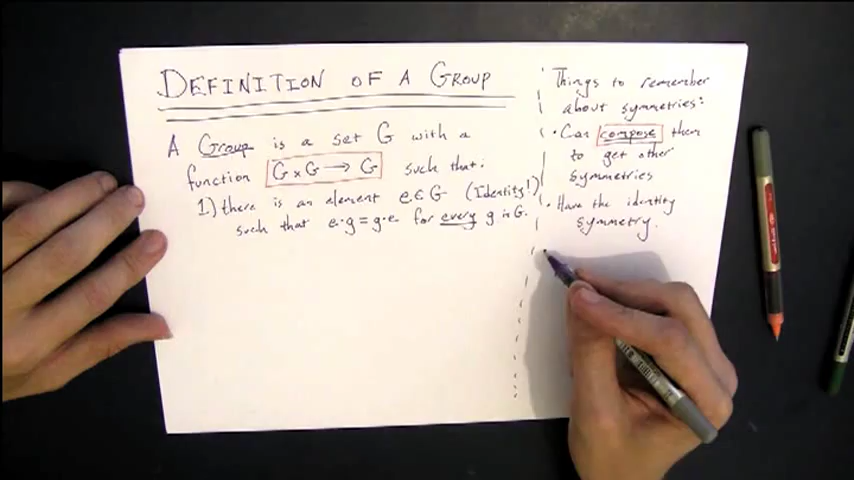 DEFINITION OF A GROUP
A Group is a set G with a
function G × G → G such that:
1) there is an element e∈G (Identity!)
such that e·g=g·e for every g in G.
Things to remember
about symmetries:
• Can compose them
to get other
symmetries
• Have the identity
symmetry.